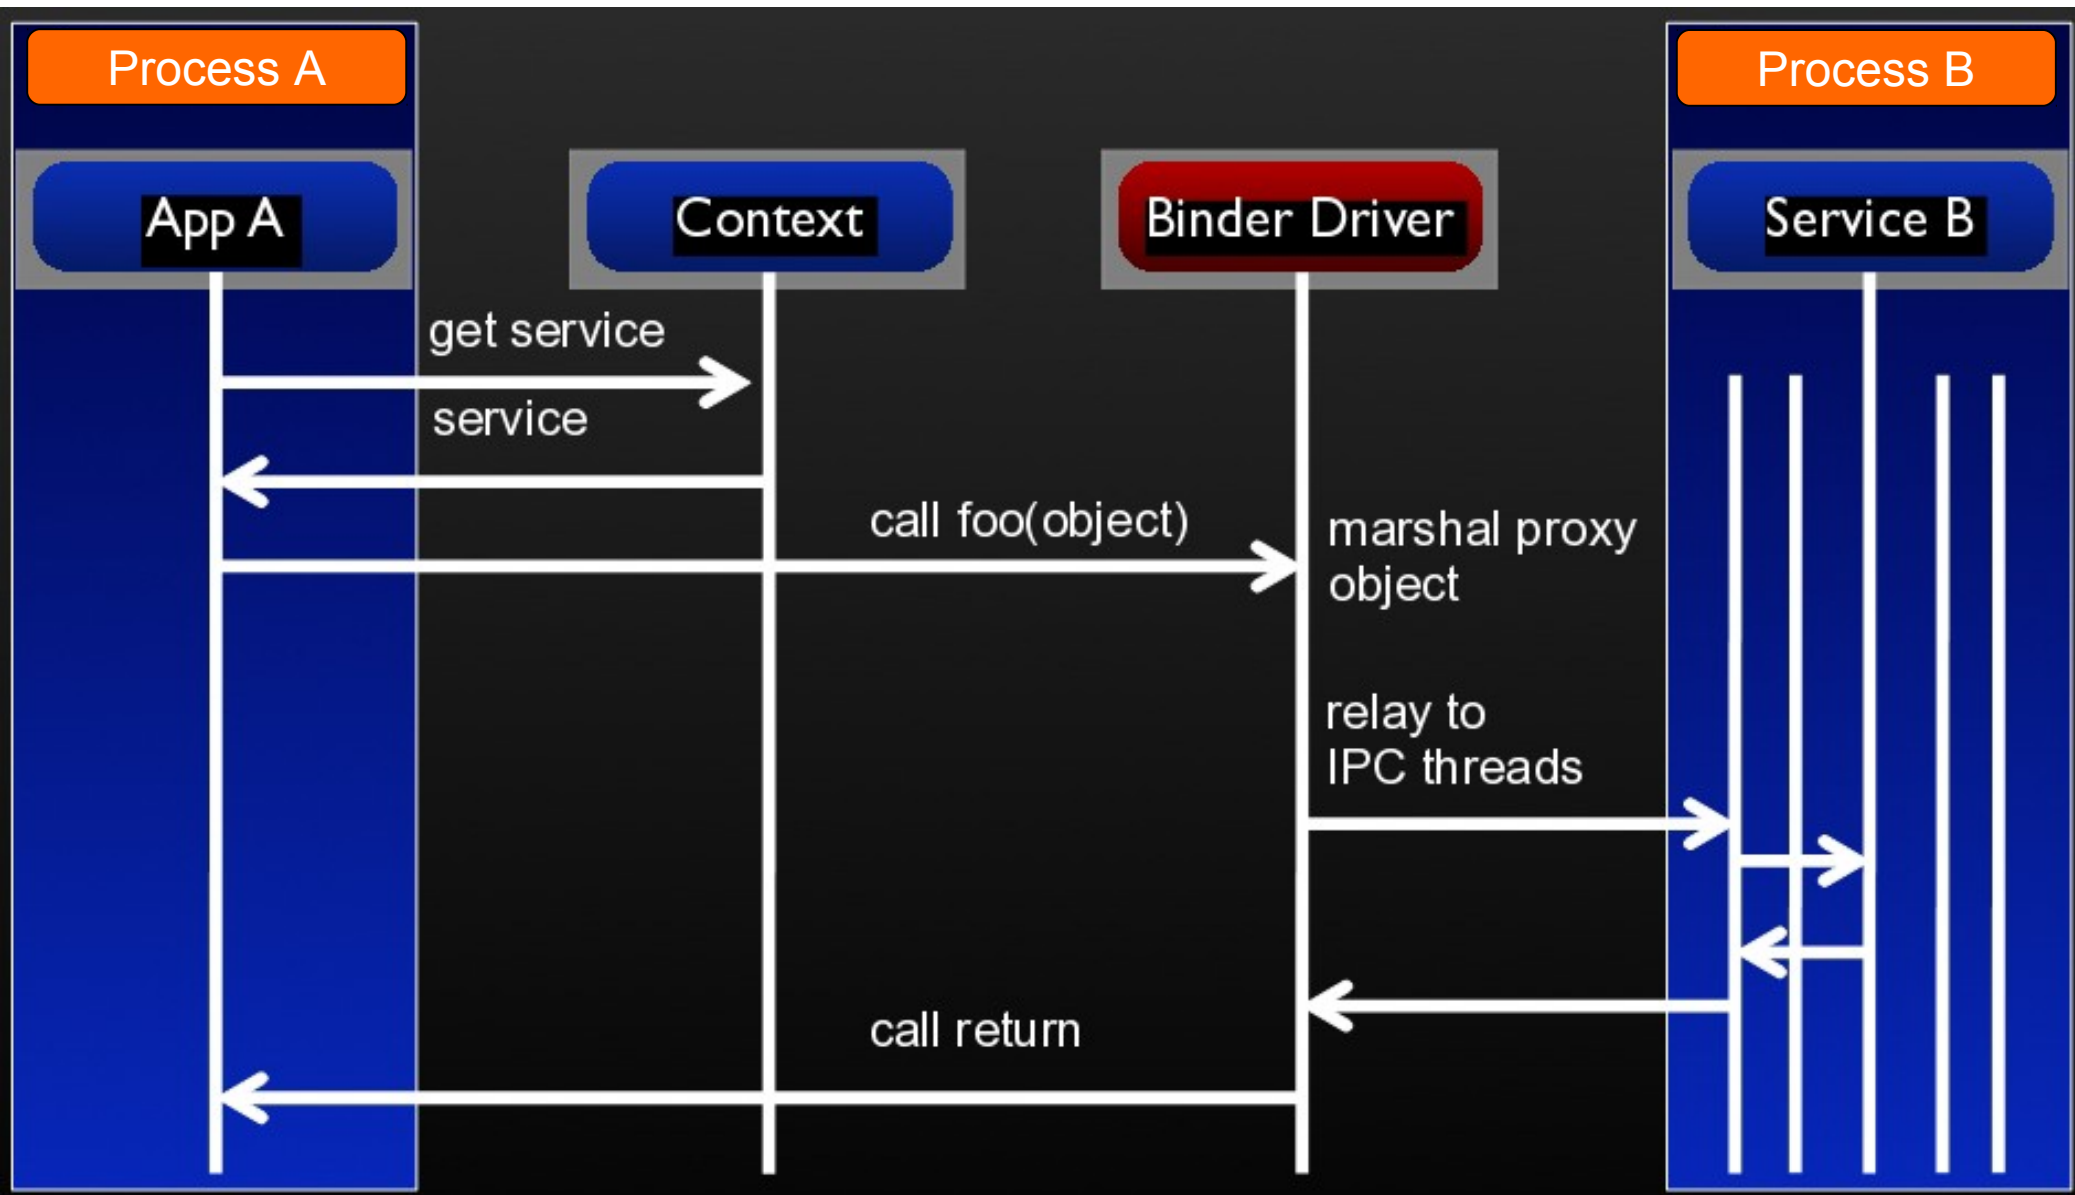 Process A
Process B
App A
Context
Binder Driver
Service B
get service
service
call foo(object)
marshal proxy
object
relay to
IPC threads
call return